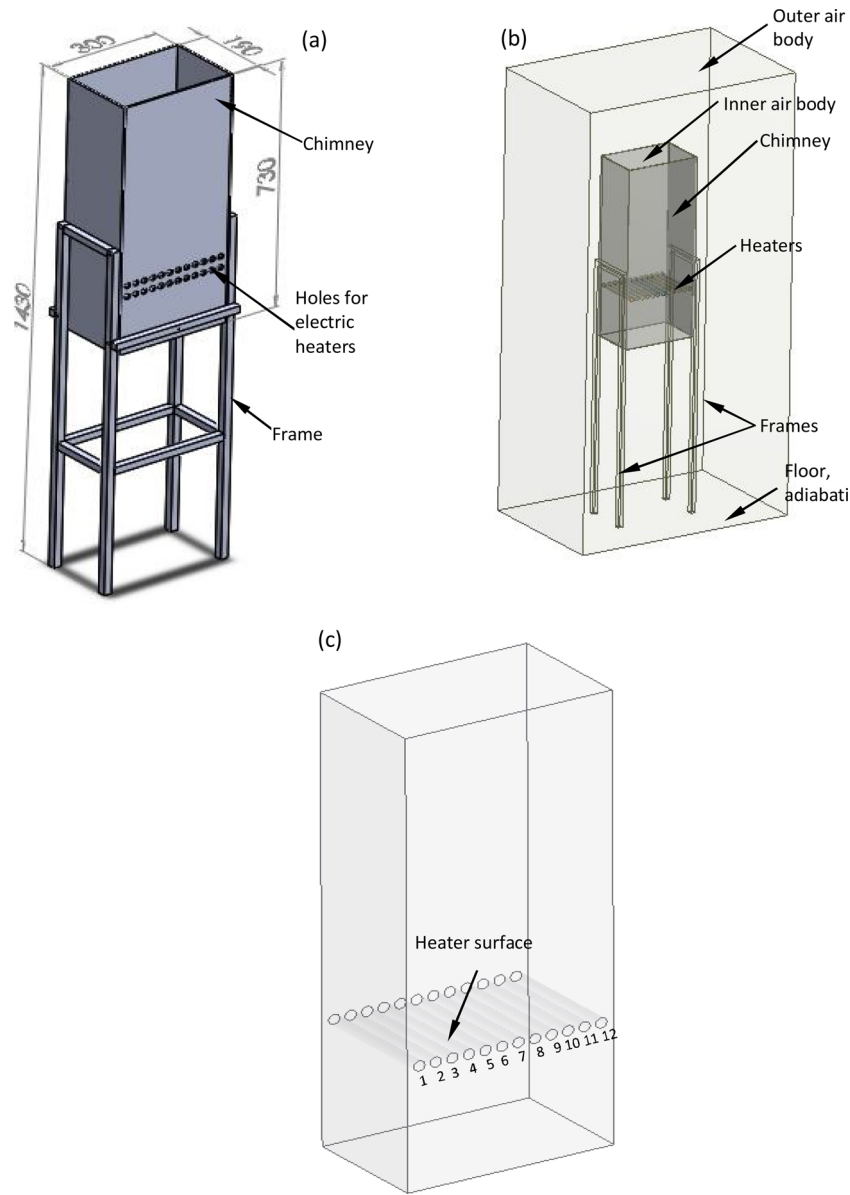 (a)
300
190
Chimney
730
1430
Holes for
electric
heaters
Frame
(b)
Outer air
body
Inner air body
Chimney
Heaters
Frames
Floor,
adiabati
(c)
Heater surface
1 2 3 4 5 6 7 8 9 10 11 12